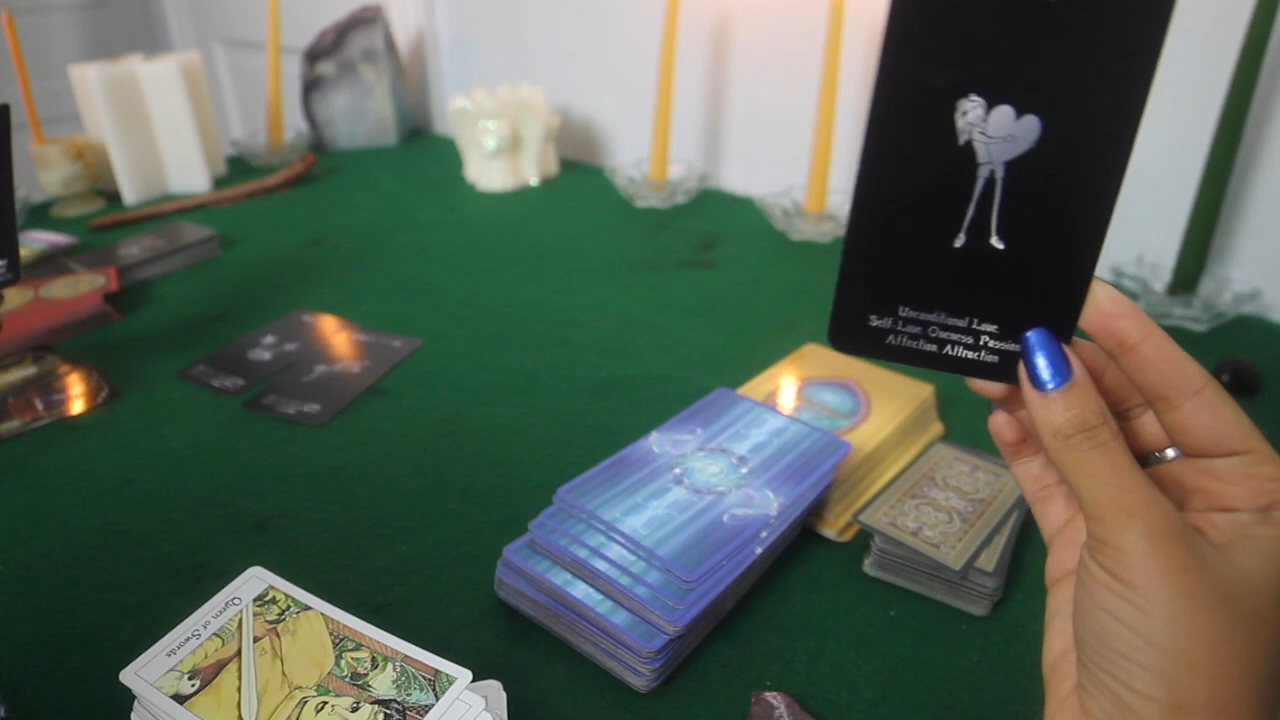 Unconditional Love,
Self-Love, Oneness, Passion,
Affection, Attraction
Queen of Swords